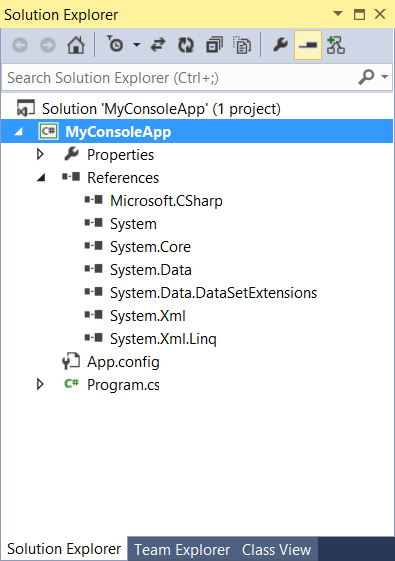 Solution Explorer
Search Solution Explorer (Ctrl+;)
Solution 'MyConsoleApp' (1 project)
C# MyConsoleApp
Properties
References
Microsoft.CSharp
System
System.Core
System.Data
System.Data.DataSetExtensions
System.Xml
System.Xml.Linq
App.config
C# Program.cs
Solution Explorer Team Explorer Class View